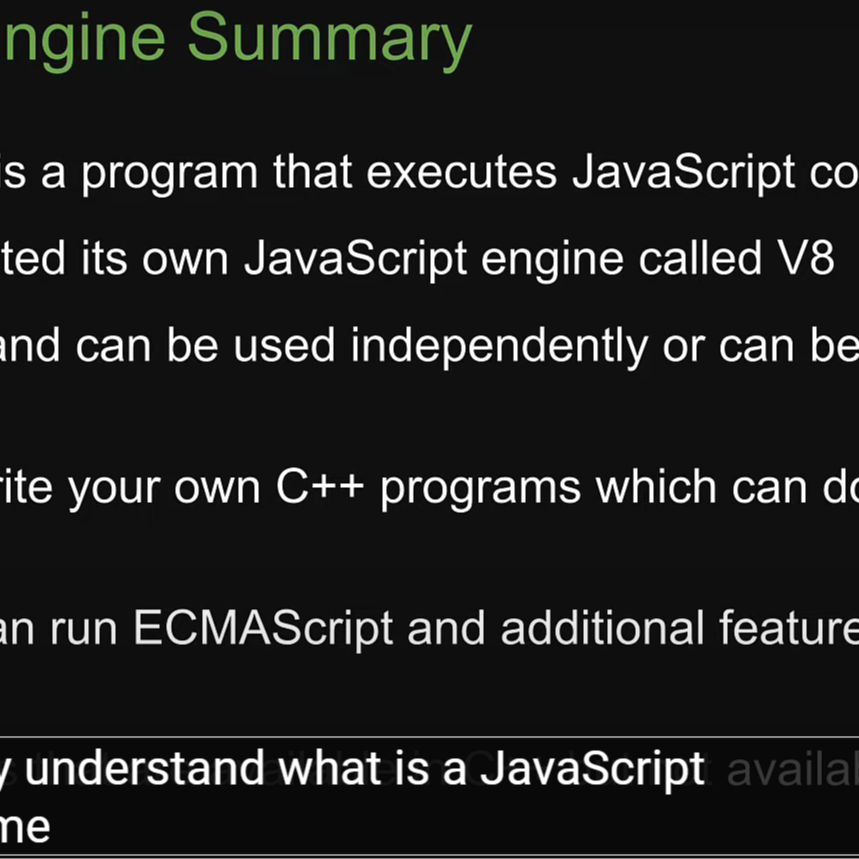 ngine Summary
is a program that executes JavaScript co
ted its own JavaScript engine called V8
and can be used independently or can be
rite your own C++ programs which can do
an run ECMAScript and additional feature
y understand what is a JavaScript
availa
me